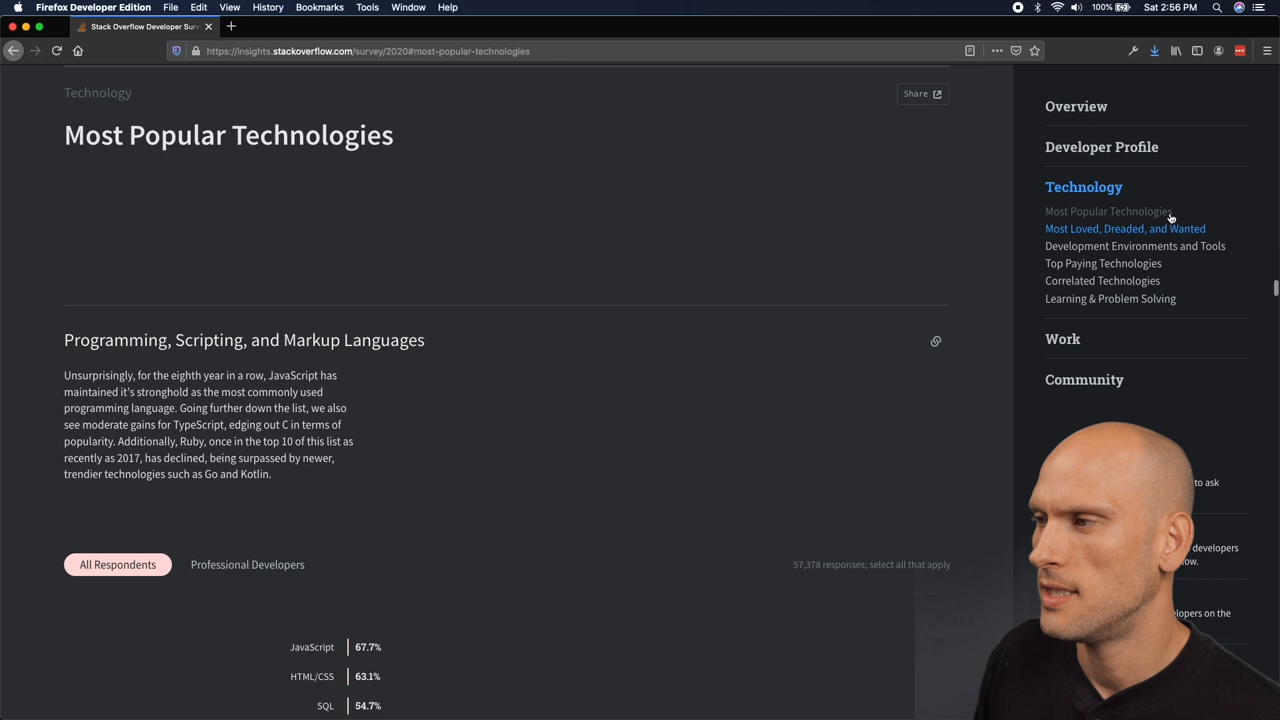 Firefox Developer Edition File Edit View History Bookmarks Tools Window Help
100% Sat 2:56 PM
Stack Overflow Developer Surv
https://insights.stackoverflow.com/survey/2020#most-popular-technologies
Technology
Share
Most Popular Technologies
Programming, Scripting, and Markup Languages
Unsurprisingly, for the eighth year in a row, JavaScript has
maintained it's stronghold as the most commonly used
programming language. Going further down the list, we also
see moderate gains for TypeScript, edging out C in terms of
popularity. Additionally, Ruby, once in the top 10 of this list as
recently as 2017, has declined, being surpassed by newer,
trendier technologies such as Go and Kotlin.
All Respondents Professional Developers
57,378 responses; select all that apply
JavaScript 67.7%
HTML/CSS 63.1%
SQL 54.7%
Overview
Developer Profile
Technology
Most Popular Technologies
Most Loved, Dreaded, and Wanted
Development Environments and Tools
Top Paying Technologies
Correlated Technologies
Learning & Problem Solving
Work
Community
to ask
developers
low.
lopers on the